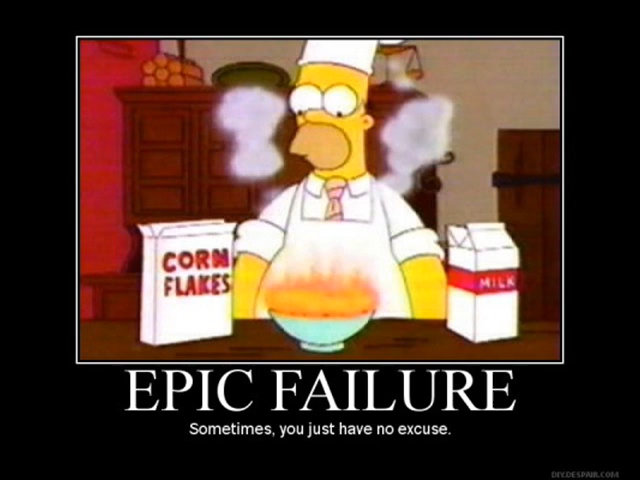 CORN
FLAKES
MILK
EPIC FAILURE
Sometimes, you just have no excuse.
DIY.DESPAIR.COM